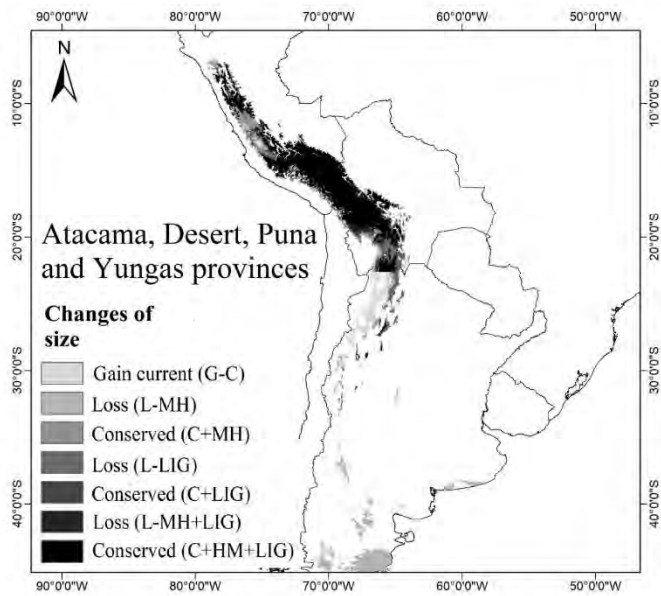 90°0'0"W 80°0'0"W 70°0'0"W 60°0'0"W 50°0'0"W
N
10°0'0"S 10°0'0"S
20°0'0"S 20°0'0"S
Atacama, Desert, Puna
and Yungas provinces
Changes of
size
Gain current (G-C)
30°0'0"S 30°0'0"S
Loss (L-MH)
Conserved (C+MH)
Loss (L-LIG)
Conserved (C+LIG)
40°0'0"S 40°0'0"S
Loss (L-MH+LIG)
Conserved (C+HM+LIG)
90°0'0"W 80°0'0"W 70°0'0"W 60°0'0"W 50°0'0"W